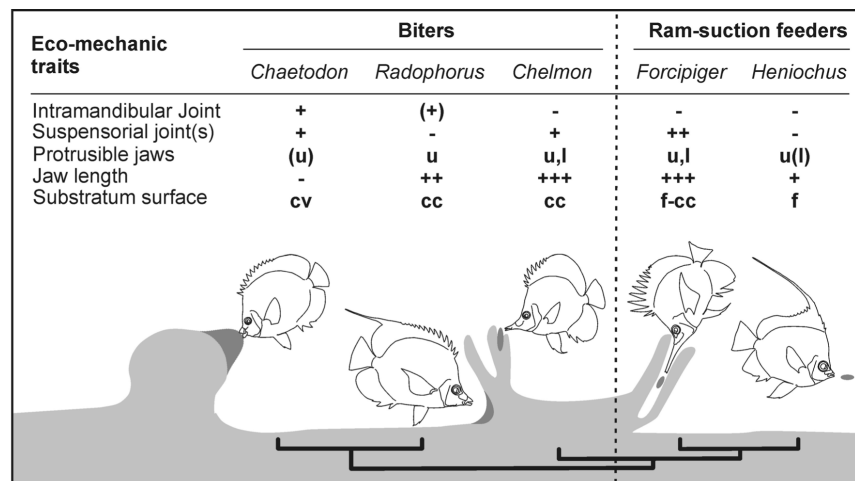 Eco-mechanic traits Biters Ram-suction feeders
Chaetodon Radophorus Chelmon Forcipiger Heniochus
Intramandibular Joint + (+) - - -
Suspensorial joint(s) + - + ++ -
Protrusible jaws (u) u u,l u,l u(l)
Jaw length - ++ +++ +++ +
Substratum surface cv cc cc f-cc f